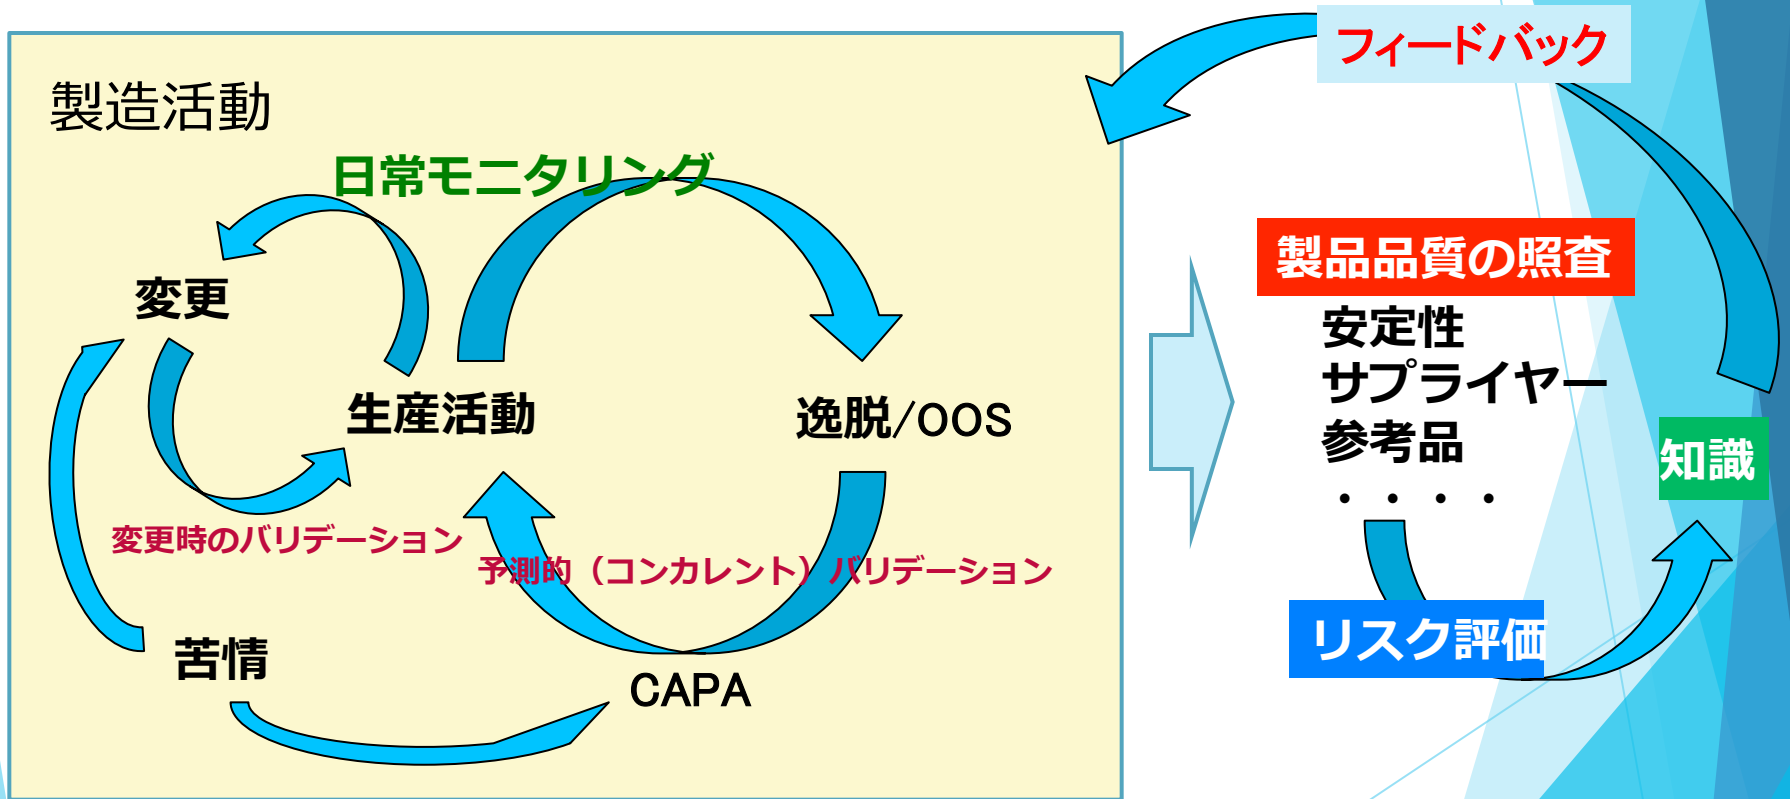 フィードバック
製造活動
日常モニタリング
製品品質の照査
変更
安定性
サプライヤー
生産活動
逸脱/OOS
参考品
知識
・・・・
変更時のバリデーション
予測的（コンカレント）バリデーション
リスク評価
苦情
CAPA